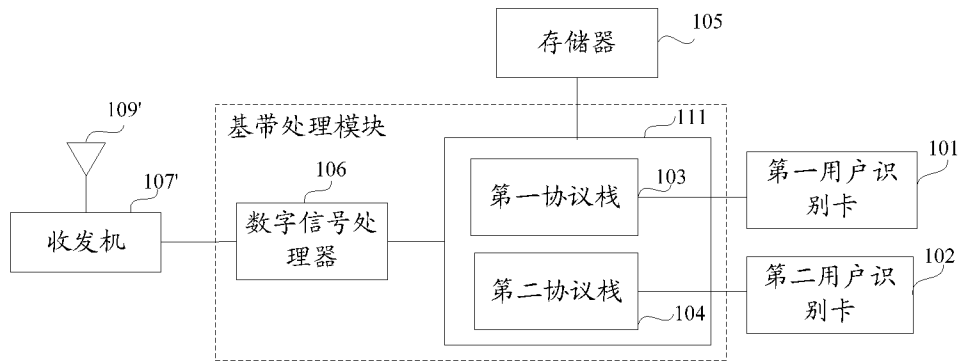 存储器
105
109'
基带处理模块
111
107'
106
101
第一协议栈
103
第一用户识
别卡
收发机
数字信号处
理器
第二协议栈
104
第二用户识
别卡
102